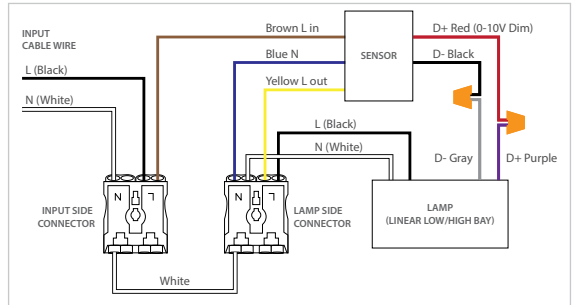 INPUT
CABLE WIRE
L (Black)
N (White)
Brown L in
Blue N
Yellow L out
SENSOR
D+ Red (0-10V Dim)
D- Black
L (Black)
N (White)
D- Gray
D+ Purple
N
L
N
L
INPUT SIDE
CONNECTOR
LAMP SIDE
CONNECTOR
LAMP
(LINEAR LOW/HIGH BAY)
White